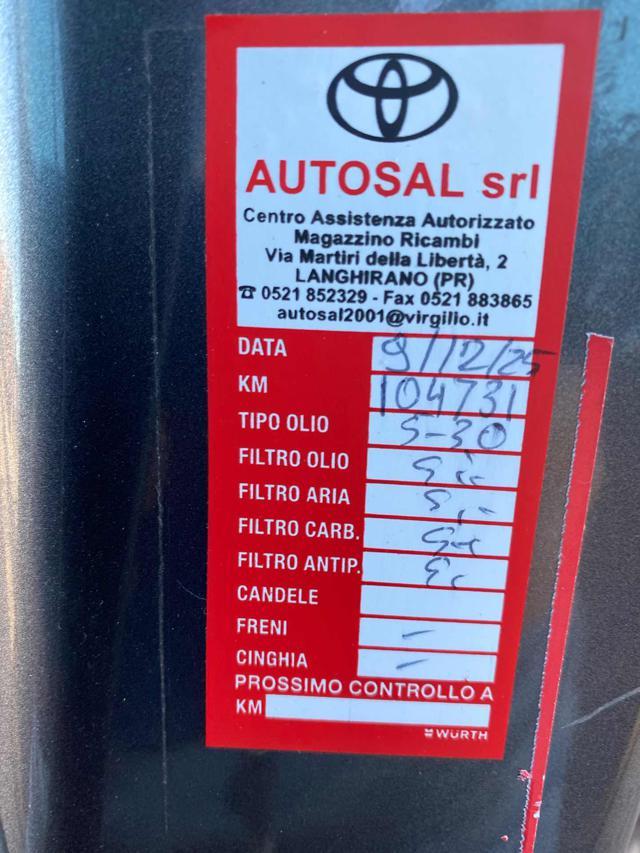 AUTOSAL srl
Centro Assistenza Autorizzato
Magazzino Ricambi
Via Martiri della Libertà, 2
LANGHIRANO (PR)
☎ 0521 852329 - Fax 0521 883865
autosal2001@virgilio.it
DATA 9/12/25
KM 104731
TIPO OLIO 5-30
FILTRO OLIO
FILTRO ARIA
FILTRO CARB.
FILTRO ANTIP.
CANDELE
FRENI -
CINGHIA -
PROSSIMO CONTROLLO A
KM
WÜRTH